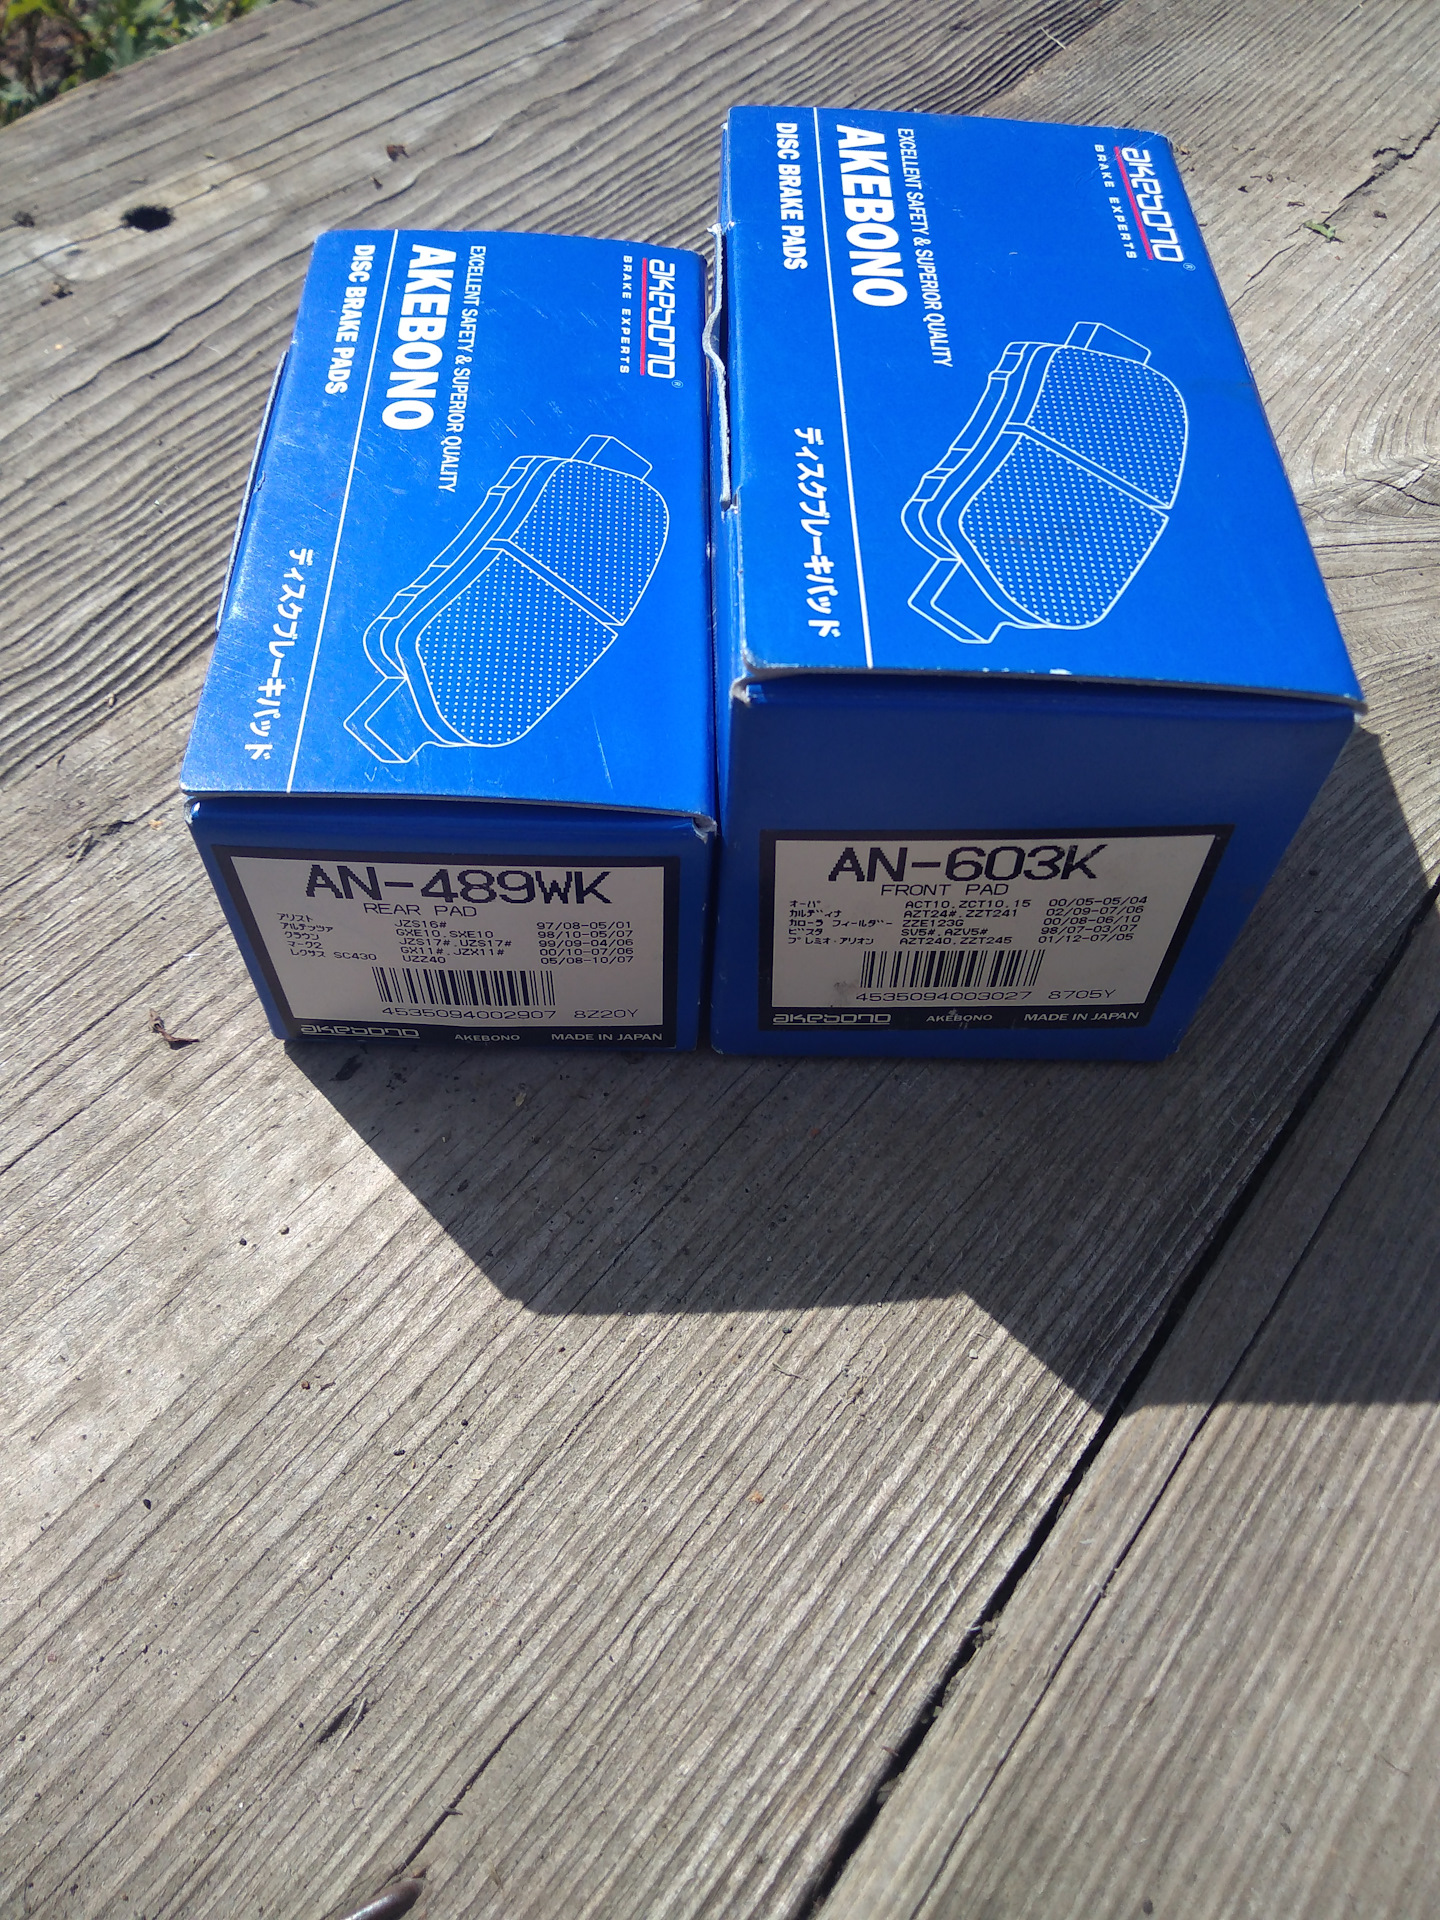 akebono
BRAKE EXPERTS
EXCELLENT SAFETY & SUPERIOR QUALITY
AKEBONO
DISC BRAKE PADS
ディスクブレーキパッド
AN-489WK
REAR PAD
アリスト JZS16# 97/08-05/01
アルテッツァ GXE10.SXE10 98/10-05/07
クラウン JZS17#.UZS17# 99/09-04/06
マーク2 GX11#.JZX11# 00/10-07/06
レクサス SC430 UZZ40 05/08-10/07
4535094002907 8Z20Y
akebono AKEBONO MADE IN JAPAN
akebono®
BRAKE EXPERTS
EXCELLENT SAFETY & SUPERIOR QUALITY
AKEBONO
DISC BRAKE PADS
ディスクブレーキパッド
AN-603K
FRONT PAD
オーパ ACT10.ZCT10.15 00/05-05/04
カルディナ AZT24#.ZZT241 02/09-07/06
カローラ フィールダー ZZE123G 00/08-06/10
ビスタ SV5#.AZV5# 98/07-03/07
プレミオ・アリオン AZT240.ZZT245 01/12-07/05
4535094003027 8705Y
akebono AKEBONO MADE IN JAPAN